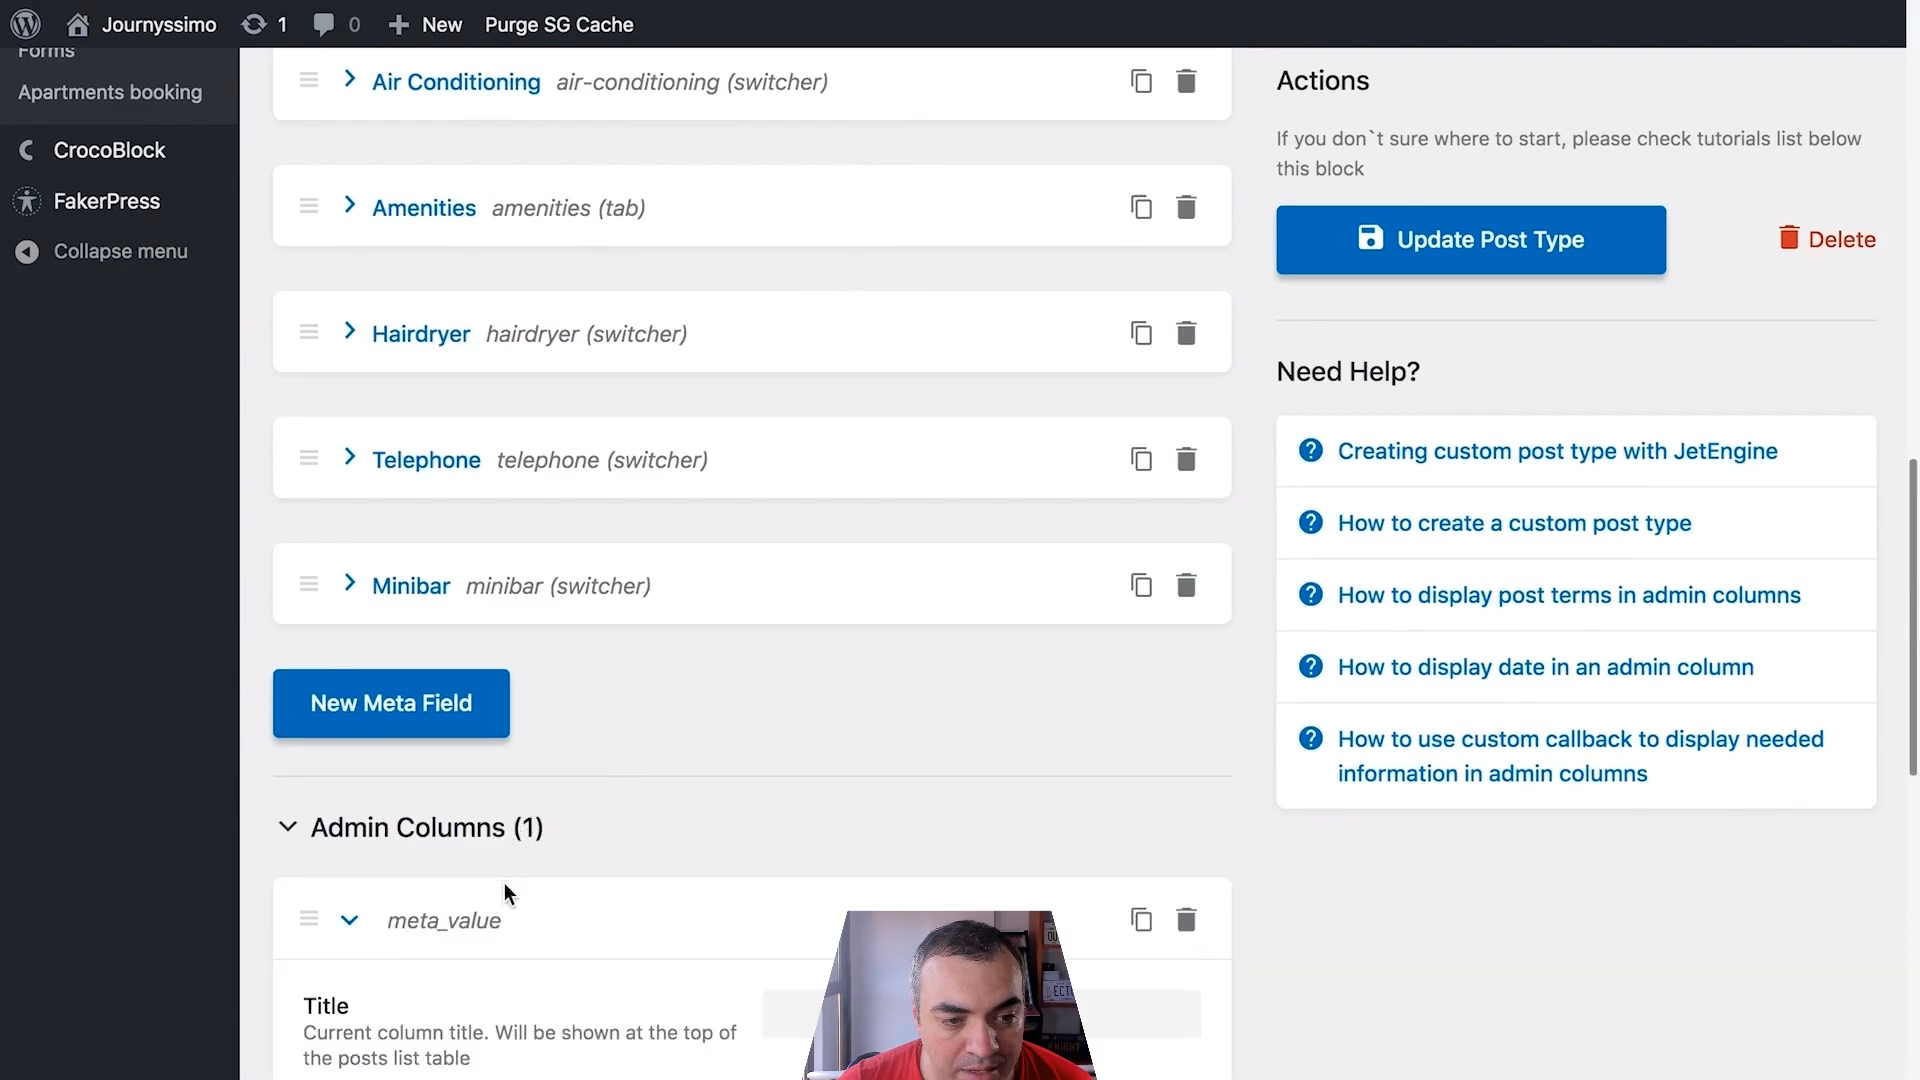 Journyssimo 1 0 New Purge SG Cache
Forms
Apartments booking
CrocoBlock
FakerPress
Collapse menu
Air Conditioning air-conditioning (switcher)
Amenities amenities (tab)
Hairdryer hairdryer (switcher)
Telephone telephone (switcher)
Minibar minibar (switcher)
New Meta Field
Admin Columns (1)
meta_value
Title
Current column title. Will be shown at the top of
the posts list table
Actions
If you don`t sure where to start, please check tutorials list below
this block
Update Post Type
Delete
Need Help?
Creating custom post type with JetEngine
How to create a custom post type
How to display post terms in admin columns
How to display date in an admin column
How to use custom callback to display needed
information in admin columns